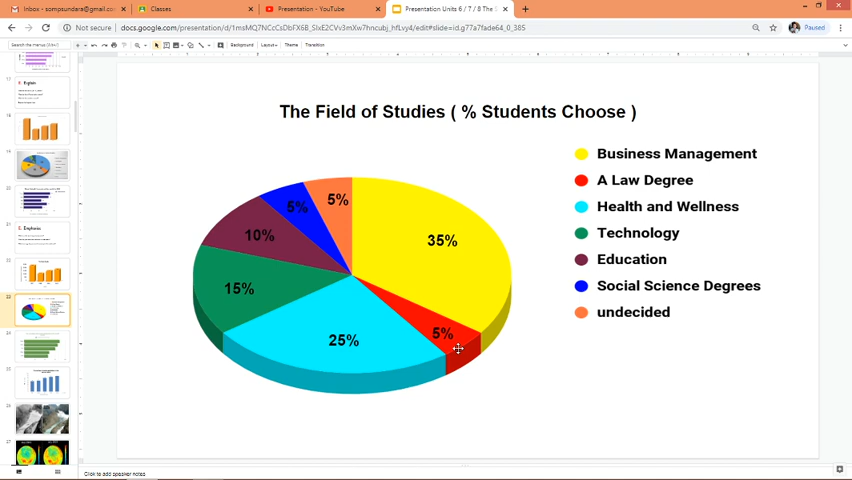 Inbox - sompsundara@gmail.co
Classes
Presentation - YouTube
Presentation Units 6 / 7 / 8 The S
docs.google.com/presentation/d/1msMQ7NCcCsDbFX6B_SIxE2CVv3mXw7hncubj_hfLvy4/edit#slide=id.g77a7fade64_0_385
Paused
Background
Layout
Theme
Transition
The Field of Studies ( % Students Choose )
35%
5%
25%
15%
10%
5%
5%
Business Management
A Law Degree
Health and Wellness
Technology
Education
Social Science Degrees
undecided
Click to add speaker notes